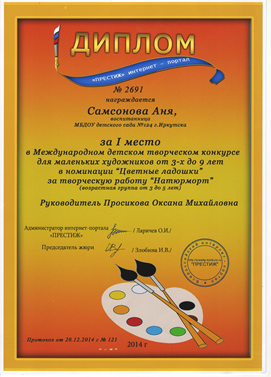 ДИПЛОМ
«ПРЕСТИЖ» интернет – портал
№ 2691
награждается
Самсонова Аня,
воспитанница
МБДОУ детского сада №124 г.Иркутска
за I место
в Международном детском творческом конкурсе
для маленьких художников от 3-х до 9 лет
в номинации "Цветные ладошки"
за творческую работу "Натюрморт"
(возрастная группа от 3 до 5 лет)
Руководитель Просикова Оксана Михайловна
Администратор интернет-портала
«ПРЕСТИЖ» / Ларичев О.И./
Председатель жюри / Злобина И.В./
"ПРЕСТИЖ"
Протокол от 20.12.2014 г № 121
2014 г